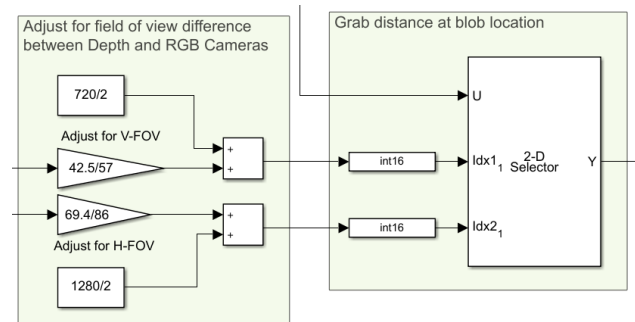 Adjust for field of view difference
between Depth and RGB Cameras
720/2
Adjust for V-FOV
42.5/57
+
+
69.4/86
+
+
Adjust for H-FOV
1280/2
Grab distance at blob location
U
int16
Idx1 1
2-D
Selector
Y
int16
Idx2 1